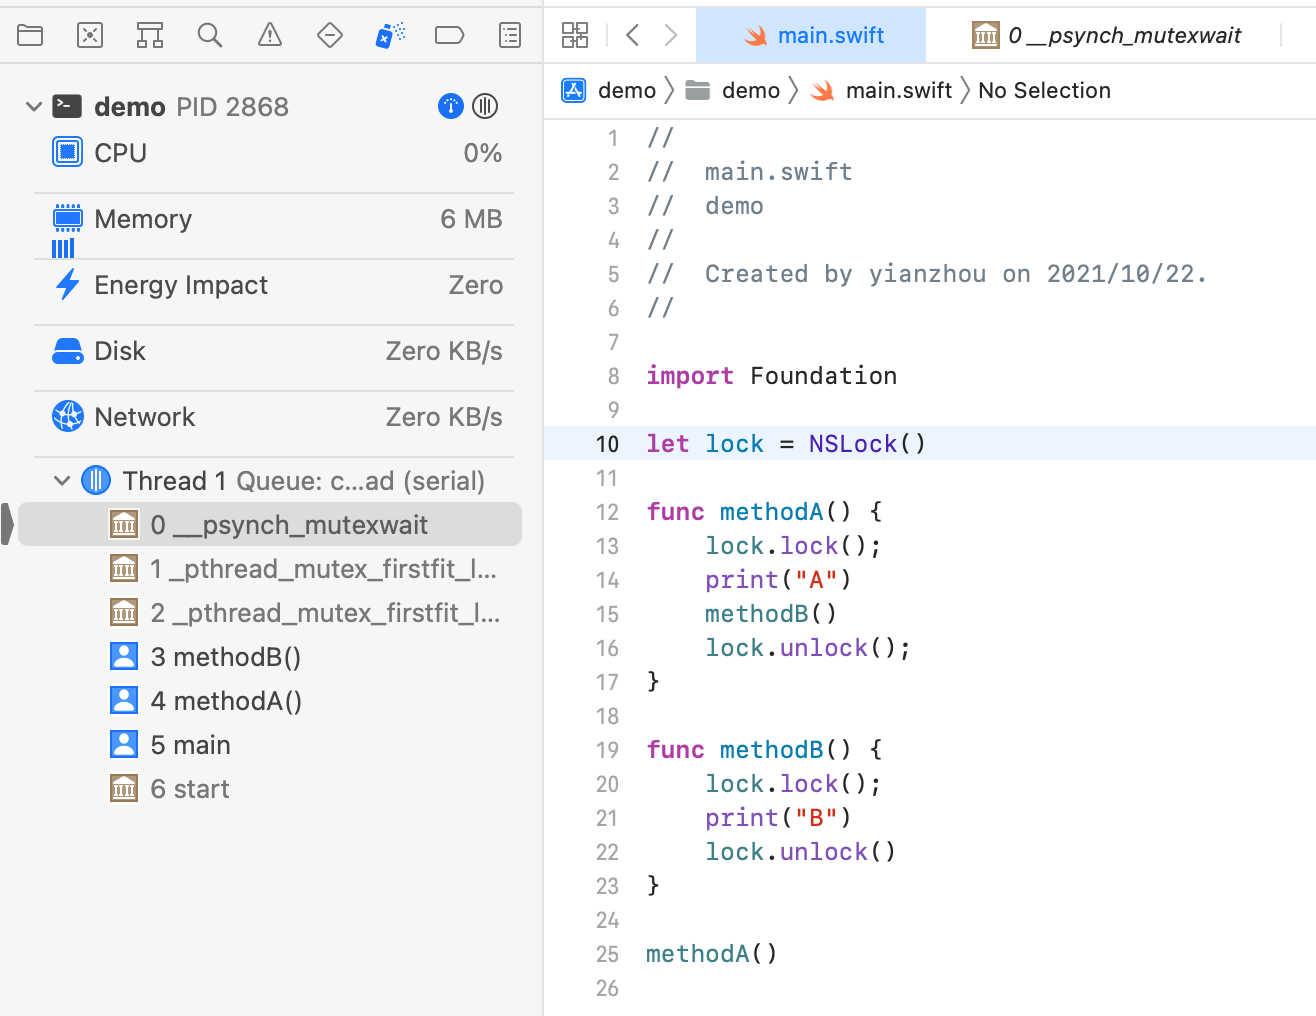 demo PID 2868
CPU 0%
Memory 6 MB
Energy Impact Zero
Disk Zero KB/s
Network Zero KB/s
Thread 1 Queue: c...ad (serial)
0 __psynch_mutexwait
1 _pthread_mutex_firstfit_l...
2 _pthread_mutex_firstfit_l...
3 methodB()
4 methodA()
5 main
6 start
main.swift
0 __psynch_mutexwait
demo
demo
main.swift
No Selection
1 //
2 //  main.swift
3 //  demo
4 //
5 //  Created by yianzhou on 2021/10/22.
6 //
7
8 import Foundation
9
10 let lock = NSLock()
11
12 func methodA() {
13     lock.lock();
14     print("A")
15     methodB()
16     lock.unlock();
17 }
18
19 func methodB() {
20     lock.lock();
21     print("B")
22     lock.unlock()
23 }
24
25 methodA()
26